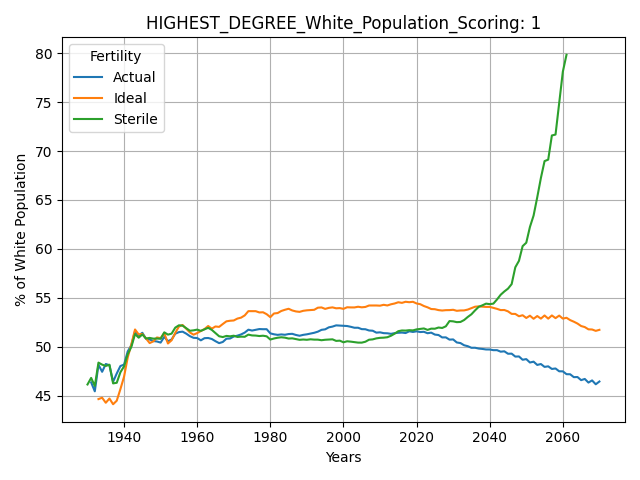 HIGHEST_DEGREE_White_Population_Scoring: 1
Fertility
Actual
Ideal
Sterile
% of White Population
80
75
70
65
60
55
50
45
1940
1960
1980
2000
2020
2040
2060
Years